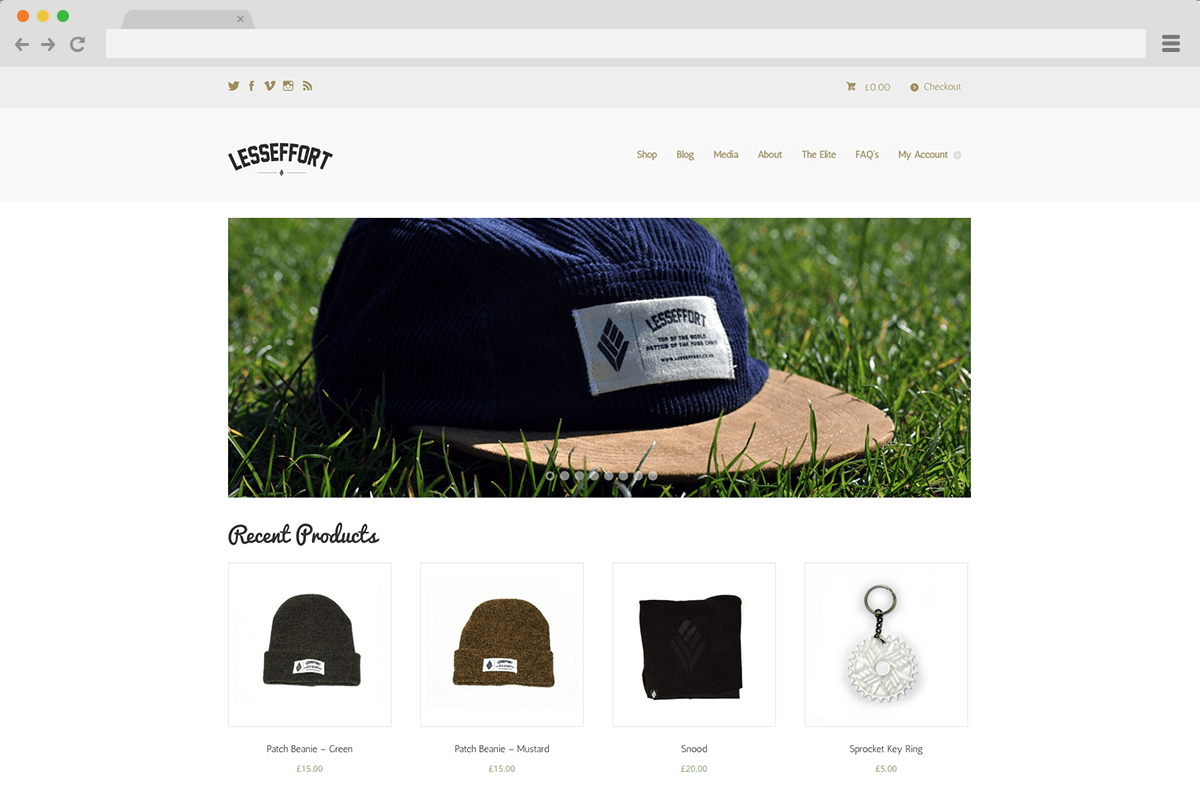 £0.00 Checkout
LESSEFFORT
Shop Blog Media About The Elite FAQ's My Account
LESSEFFORT
TOP OF THE WORLD
BOTTOM OF THE FOOD CHAIN
WWW.LESSEFFORT.CO.UK
Recent Products
LESSEFFORT
LESSEFFORT
Patch Beanie – Green
£15.00
Patch Beanie – Mustard
£15.00
Snood
£20.00
Sprocket Key Ring
£5.00